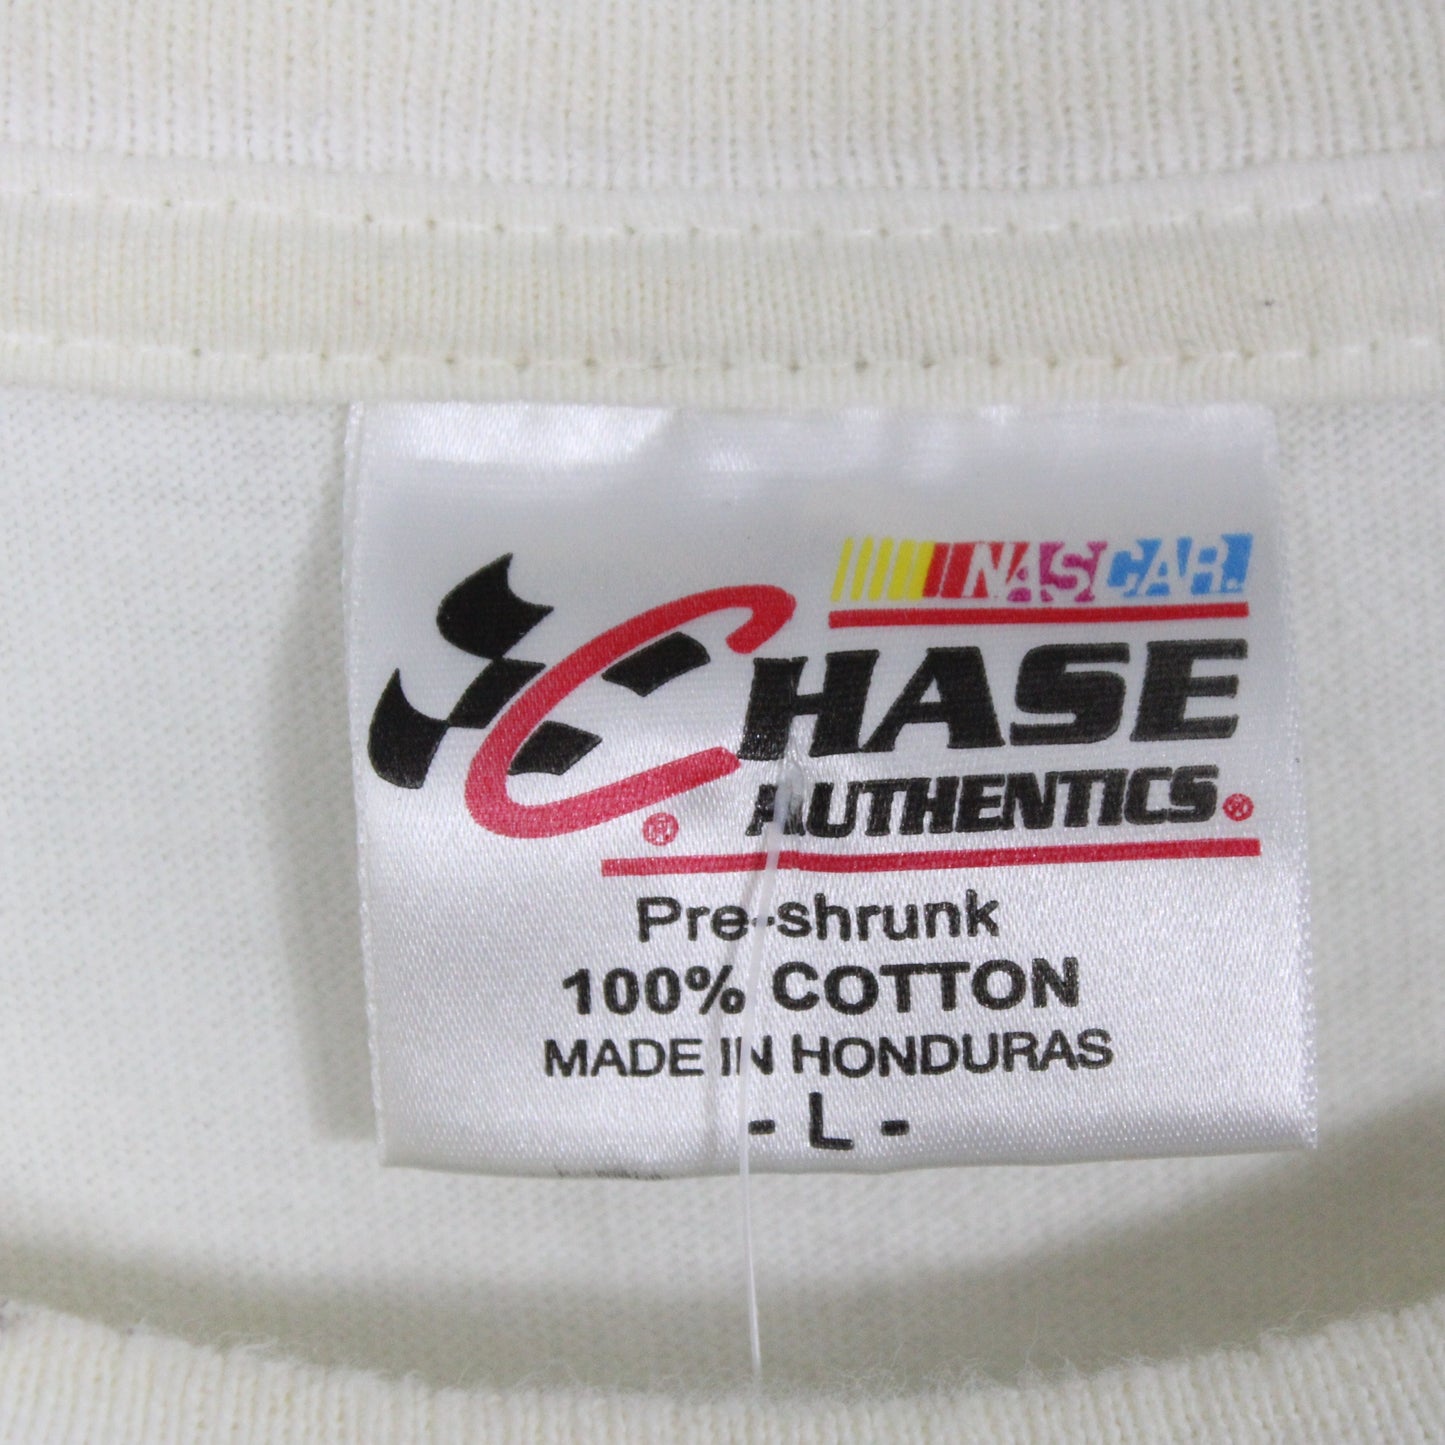 NASCAR.
CHASE
AUTHENTICS®
®
Pre-shrunk
100% COTTON
MADE IN HONDURAS
- L -